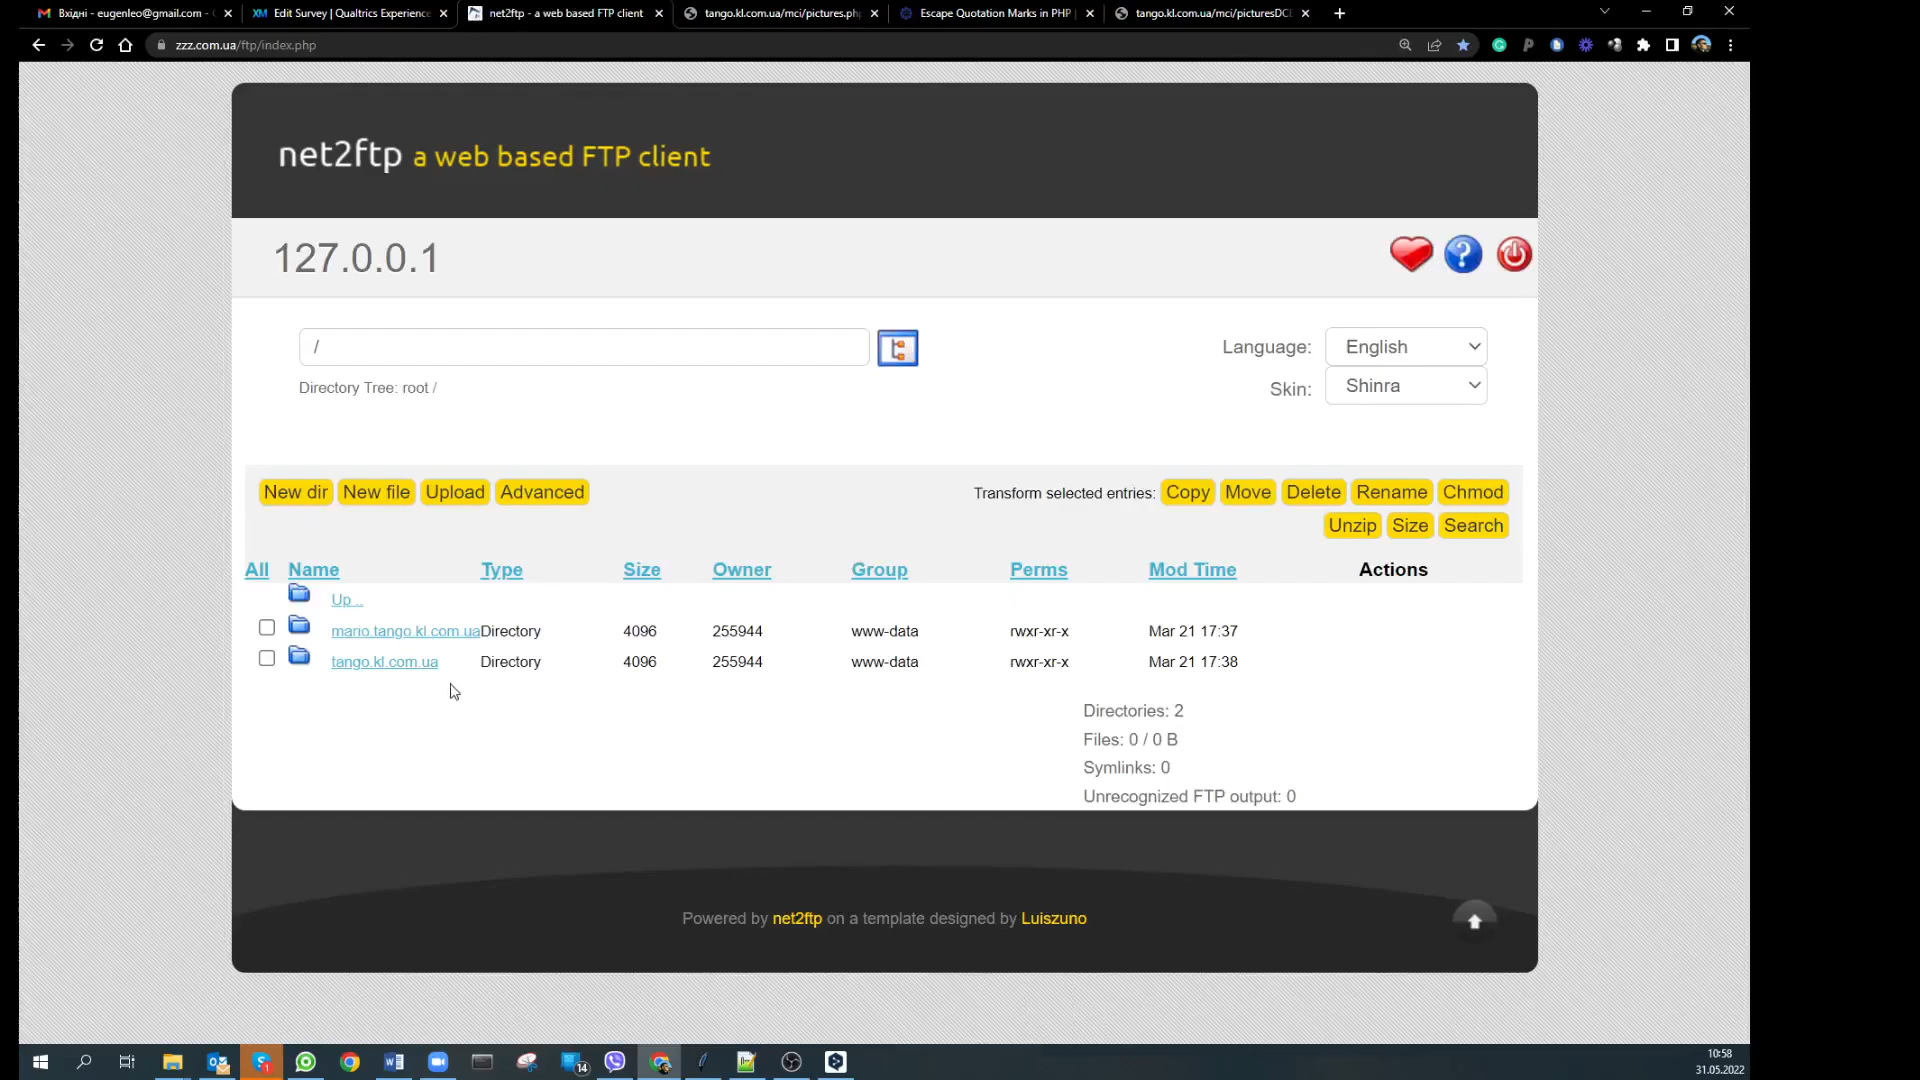 Вхідні - eugenleo@gmail.com -
Edit Survey | Qualtrics Experience
net2ftp - a web based FTP client
tango.kl.com.ua/mci/pictures.ph
Escape Quotation Marks in PHP |
tango.kl.com.ua/mci/picturesDCE
zzz.com.ua/ftp/index.php
net2ftp a web based FTP client
127.0.0.1
/
Language: English
Directory Tree: root /
Skin: Shinra
New dir New file Upload Advanced Transform selected entries: Copy Move Delete Rename Chmod
Unzip Size Search
All Name Type Size Owner Group Perms Mod Time Actions
Up ..
mario.tango.kl.com.ua Directory 4096 255944 www-data rwxr-xr-x Mar 21 17:37
tango.kl.com.ua Directory 4096 255944 www-data rwxr-xr-x Mar 21 17:38
Directories: 2
Files: 0 / 0 B
Symlinks: 0
Unrecognized FTP output: 0
Powered by net2ftp on a template designed by Luiszuno
14
10:58
31.05.2022